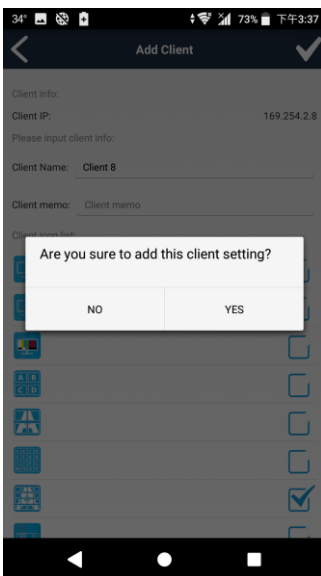 34° 73% 下午3:37
Add Client
Client info:
Client IP: 169.254.2.8
Please input client info:
Client Name: Client 8
Client memo: Client memo
Client icon list:
Are you sure to add this client setting?
NO YES
A B
C D